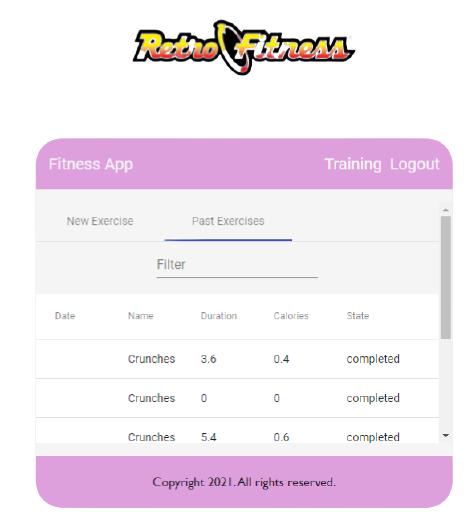 Retro Fitness
Fitness App Training Logout
New Exercise Past Exercises
Filter
Date Name Duration Calories State
Crunches 3.6 0.4 completed
Crunches 0 0 completed
Crunches 5.4 0.6 completed
Copyright 2021. All rights reserved.